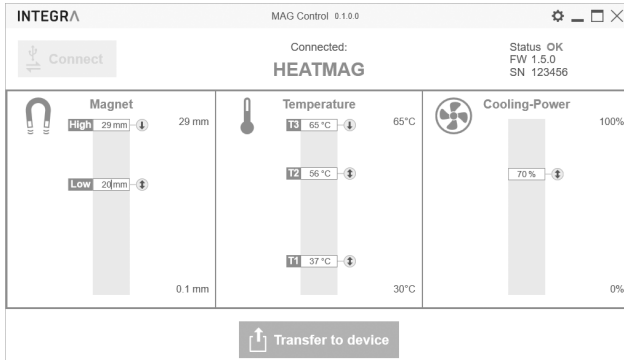 INTEGRA MAG Control 0.1.0.0
Connect
Connected:
HEATMAG
Status OK
FW 1.5.0
SN 123456
Magnet
High 29 mm 29 mm
Low 20 mm
0.1 mm
Temperature
T3 65 °C 65°C
T2 56 °C
T1 37 °C
30°C
Cooling-Power
100%
70 %
0%
Transfer to device